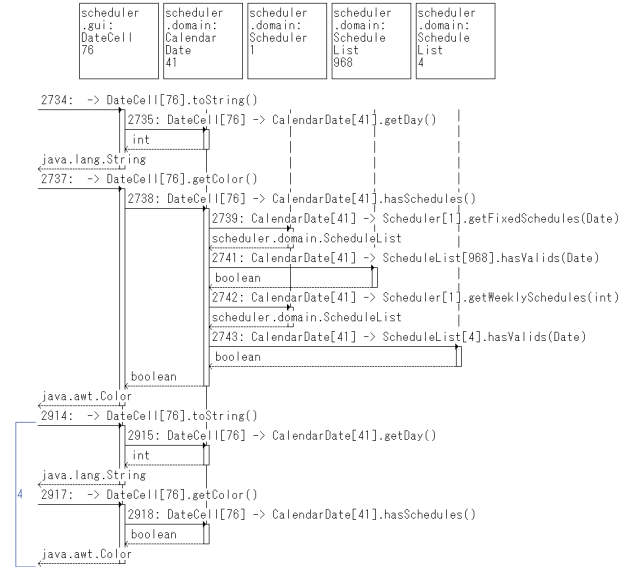 scheduler
.gui:
DateCell
76
scheduler
.domain:
Calendar
Date
41
scheduler
.domain:
Scheduler
1
scheduler
.domain:
Schedule
List
968
scheduler
.domain:
Schedule
List
4
2734: -> DateCell[76].toString()
2735: DateCell[76] -> CalendarDate[41].getDay()
int
java.lang.String
2737: -> DateCell[76].getColor()
2738: DateCell[76] -> CalendarDate[41].hasSchedules()
2739: CalendarDate[41] -> Scheduler[1].getFixedSchedules(Date)
scheduler.domain.ScheduleList
2741: CalendarDate[41] -> ScheduleList[968].hasValids(Date)
boolean
2742: CalendarDate[41] -> Scheduler[1].getWeeklySchedules(int)
scheduler.domain.ScheduleList
2743: CalendarDate[41] -> ScheduleList[4].hasValids(Date)
boolean
boolean
java.awt.Color
2914: -> DateCell[76].toString()
2915: DateCell[76] -> CalendarDate[41].getDay()
int
java.lang.String
4
2917: -> DateCell[76].getColor()
2918: DateCell[76] -> CalendarDate[41].hasSchedules()
boolean
java.awt.Color